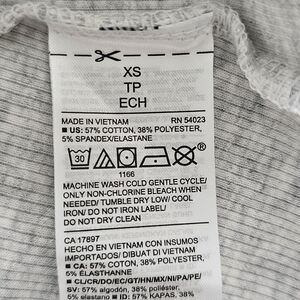 XS
TP
ECH
MADE IN VIETNAM RN 54023
■ US: 57% COTTON, 38% POLYESTER,
5% SPANDEX/ELASTANE
30
1166
MACHINE WASH COLD GENTLE CYCLE/
ONLY NON-CHLORINE BLEACH WHEN
NEEDED/ TUMBLE DRY LOW/ COOL
IRON/ DO NOT IRON LABEL/
DO NOT DRY CLEAN
CA 17897
HECHO EN VIETNAM CON INSUMOS
IMPORTADOS/ DIBUAT DI VIETNAM
■ CA: 57% COTON, 38% POLYESTER,
5% ÉLASTHANNE
■ CL/CR/DO/EC/GT/HN/MX/NI/PA/PE/
SV: 57% algodón, 38% poliéster,
5% elastano ■ ID: 57% KAPAS, 38%